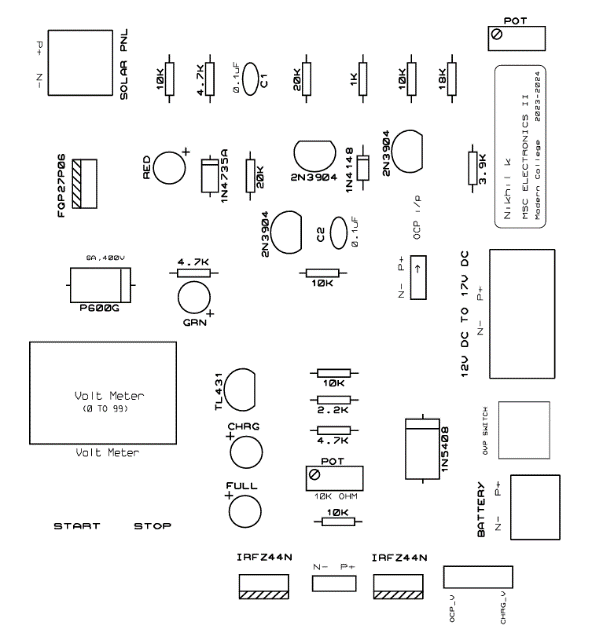 POT
P+
N-
SOLAR PNL
10K
4.7K
0.1uF
C1
20K
1K
10K
18K
Nikhil k
MSC ELECTRONICS II
Modern College 2023-2024
FQP27P06
RED
+
1N4735A
20K
2N3904
1N4148
2N3904
3.9K
2N3904
C2
0.1uF
OCP i/p
N- P+
6A,400v
P600G
4.7K
+
GRN
10K
12V DC TO 17V DC
N- P+
Volt Meter
(0 TO 99)
Volt Meter
TL431
10K
2.2K
4.7K
CHRG
+
1N5408
OVP SWITCH
POT
10K OHM
FULL
+
10K
BATTERY
N- P+
START STOP
IRFZ44N
N- P+
IRFZ44N
OCP_V
CHRG_V